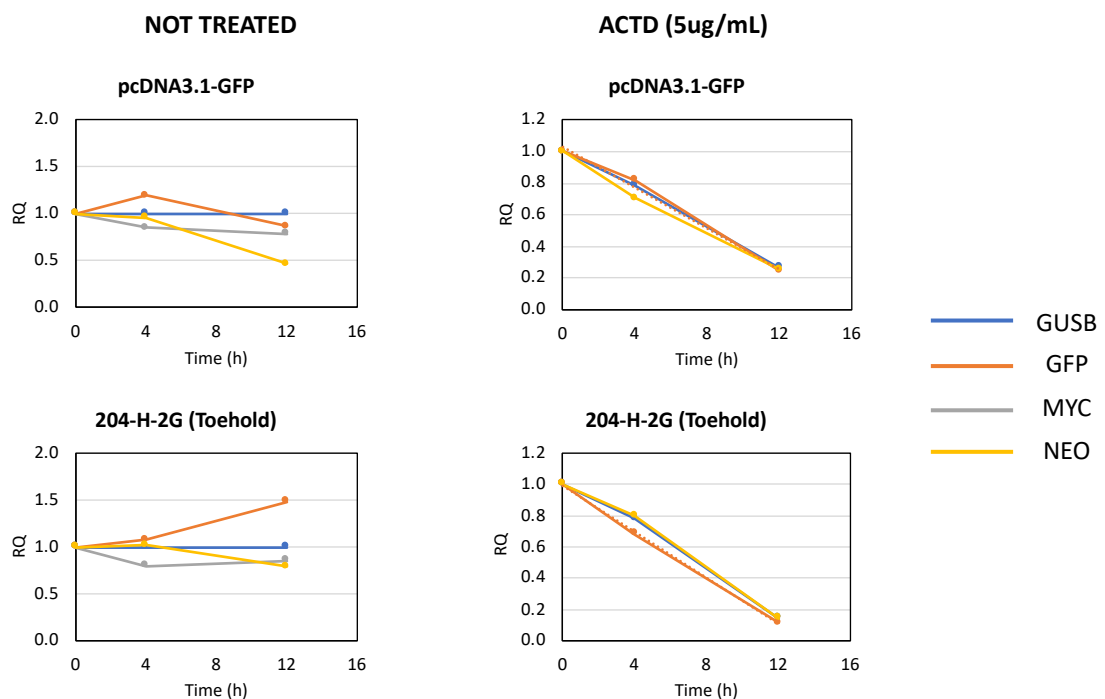 NOT TREATED
ACTD (5ug/mL)
pcDNA3.1-GFP
2.0
1.5
1.0
0.5
0.0
RQ
0 4 8 12 16
Time (h)
pcDNA3.1-GFP
1.2
1.0
0.8
0.6
0.4
0.2
0.0
RQ
0 4 8 12 16
Time (h)
204-H-2G (Toehold)
2.0
1.5
1.0
0.5
0.0
RQ
0 4 8 12 16
Time (h)
204-H-2G (Toehold)
1.2
1.0
0.8
0.6
0.4
0.2
0.0
RQ
0 4 8 12 16
Time (h)
GUSB
GFP
MYC
NEO